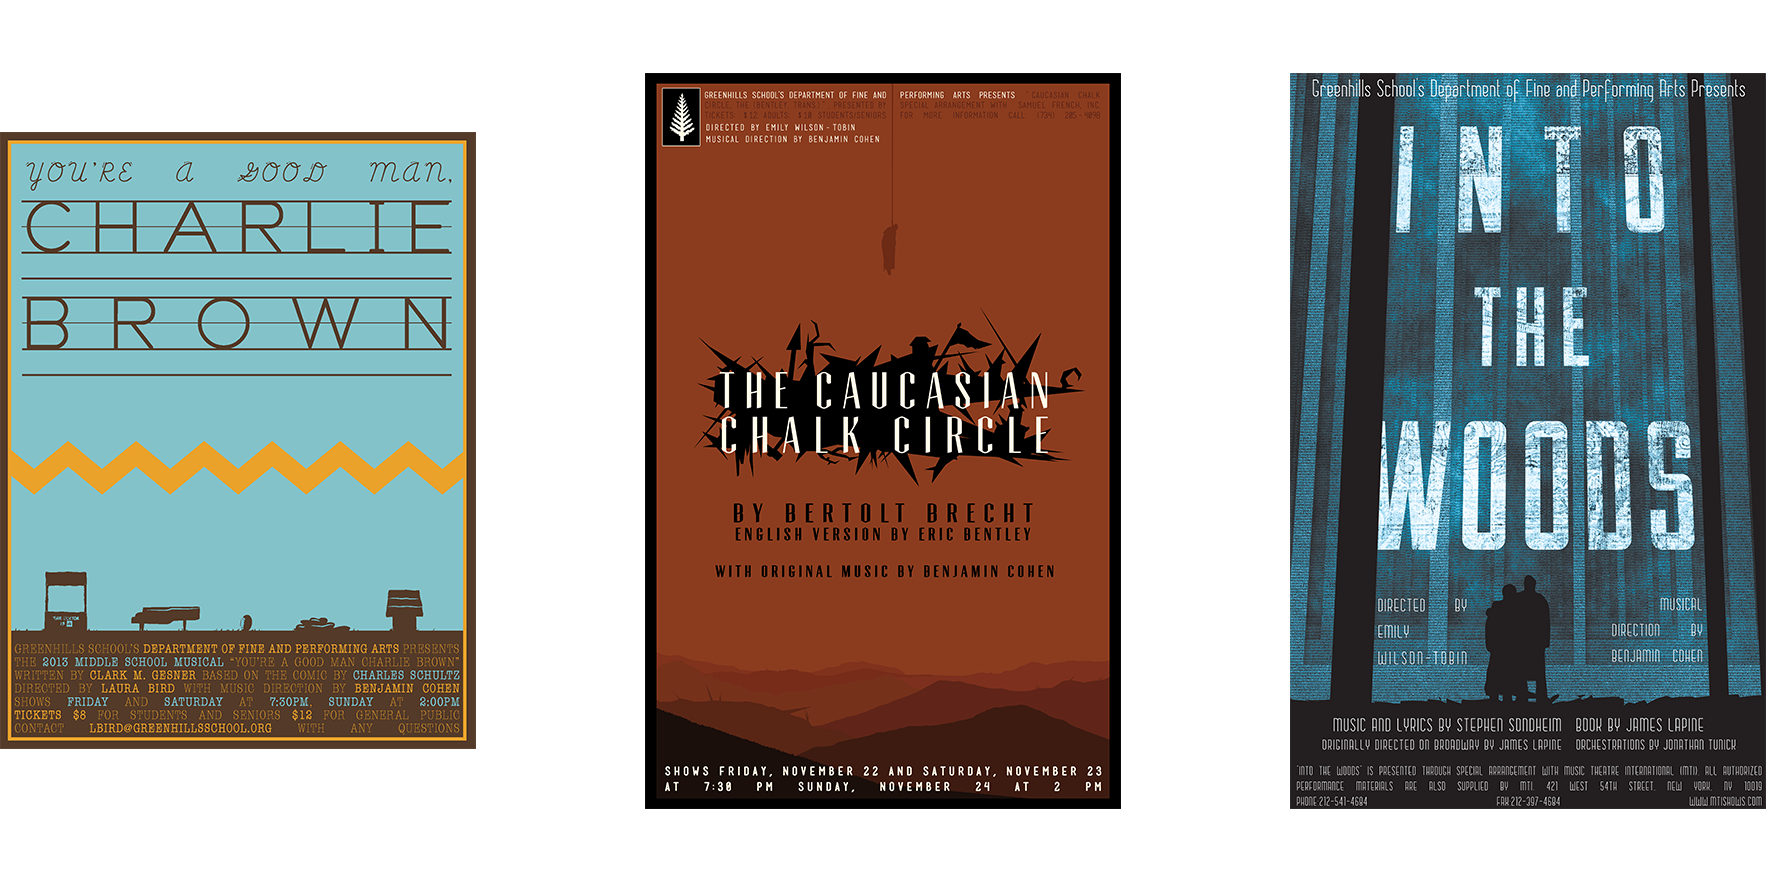 YOU'RE A GOOD MAN,
CHARLIE
BROWN
THE DOCTOR
IS IN
GREENHILLS SCHOOL'S DEPARTMENT OF FINE AND PERFORMING ARTS PRESENTS
THE 2013 MIDDLE SCHOOL MUSICAL "YOU'RE A GOOD MAN CHARLIE BROWN"
WRITTEN BY CLARK M. GESNER BASED ON THE COMIC BY CHARLES SCHULTZ
DIRECTED BY LAURA BIRD WITH MUSIC DIRECTION BY BENJAMIN COHEN
SHOWS FRIDAY AND SATURDAY AT 7:30PM, SUNDAY AT 2:00PM
TICKETS $8 FOR STUDENTS AND SENIORS $12 FOR GENERAL PUBLIC
CONTACT LBIRD@GREENHILLSSCHOOL.ORG WITH ANY QUESTIONS
GREENHILLS SCHOOL'S DEPARTMENT OF FINE AND PERFORMING ARTS PRESENTS "CAUCASIAN CHALK
CIRCLE, THE (BENTLEY, TRANS.)" PRESENTED BY SPECIAL ARRANGEMENT WITH SAMUEL FRENCH, INC.
TICKETS: $12 ADULTS, $10 STUDENTS/SENIORS FOR MORE INFORMATION CALL (734) 205-4098
DIRECTED BY EMILY WILSON-TOBIN
MUSICAL DIRECTION BY BENJAMIN COHEN
THE CAUCASIAN
CHALK CIRCLE
BY BERTOLT BRECHT
ENGLISH VERSION BY ERIC BENTLEY
WITH ORIGINAL MUSIC BY BENJAMIN COHEN
SHOWS FRIDAY, NOVEMBER 22 AND SATURDAY, NOVEMBER 23
AT 7:30 PM SUNDAY, NOVEMBER 24 AT 2 PM
Greenhills School's Department of Fine and Performing Arts Presents
INTO
THE
WOODS
DIRECTED BY
EMILY
WILSON-TOBIN
MUSICAL
DIRECTION BY
BENJAMIN COHEN
MUSIC AND LYRICS BY STEPHEN SONDHEIM BOOK BY JAMES LAPINE
ORIGINALLY DIRECTED ON BROADWAY BY JAMES LAPINE ORCHESTRATIONS BY JONATHAN TUNICK
"INTO THE WOODS" IS PRESENTED THROUGH SPECIAL ARRANGEMENT WITH MUSIC THEATRE INTERNATIONAL (MTI). ALL AUTHORIZED
PERFORMANCE MATERIALS ARE ALSO SUPPLIED BY MTI. 421 WEST 54TH STREET, NEW YORK, NY 10019
PHONE:212-541-4684 FAX:212-397-4684 WWW.MTISHOWS.COM